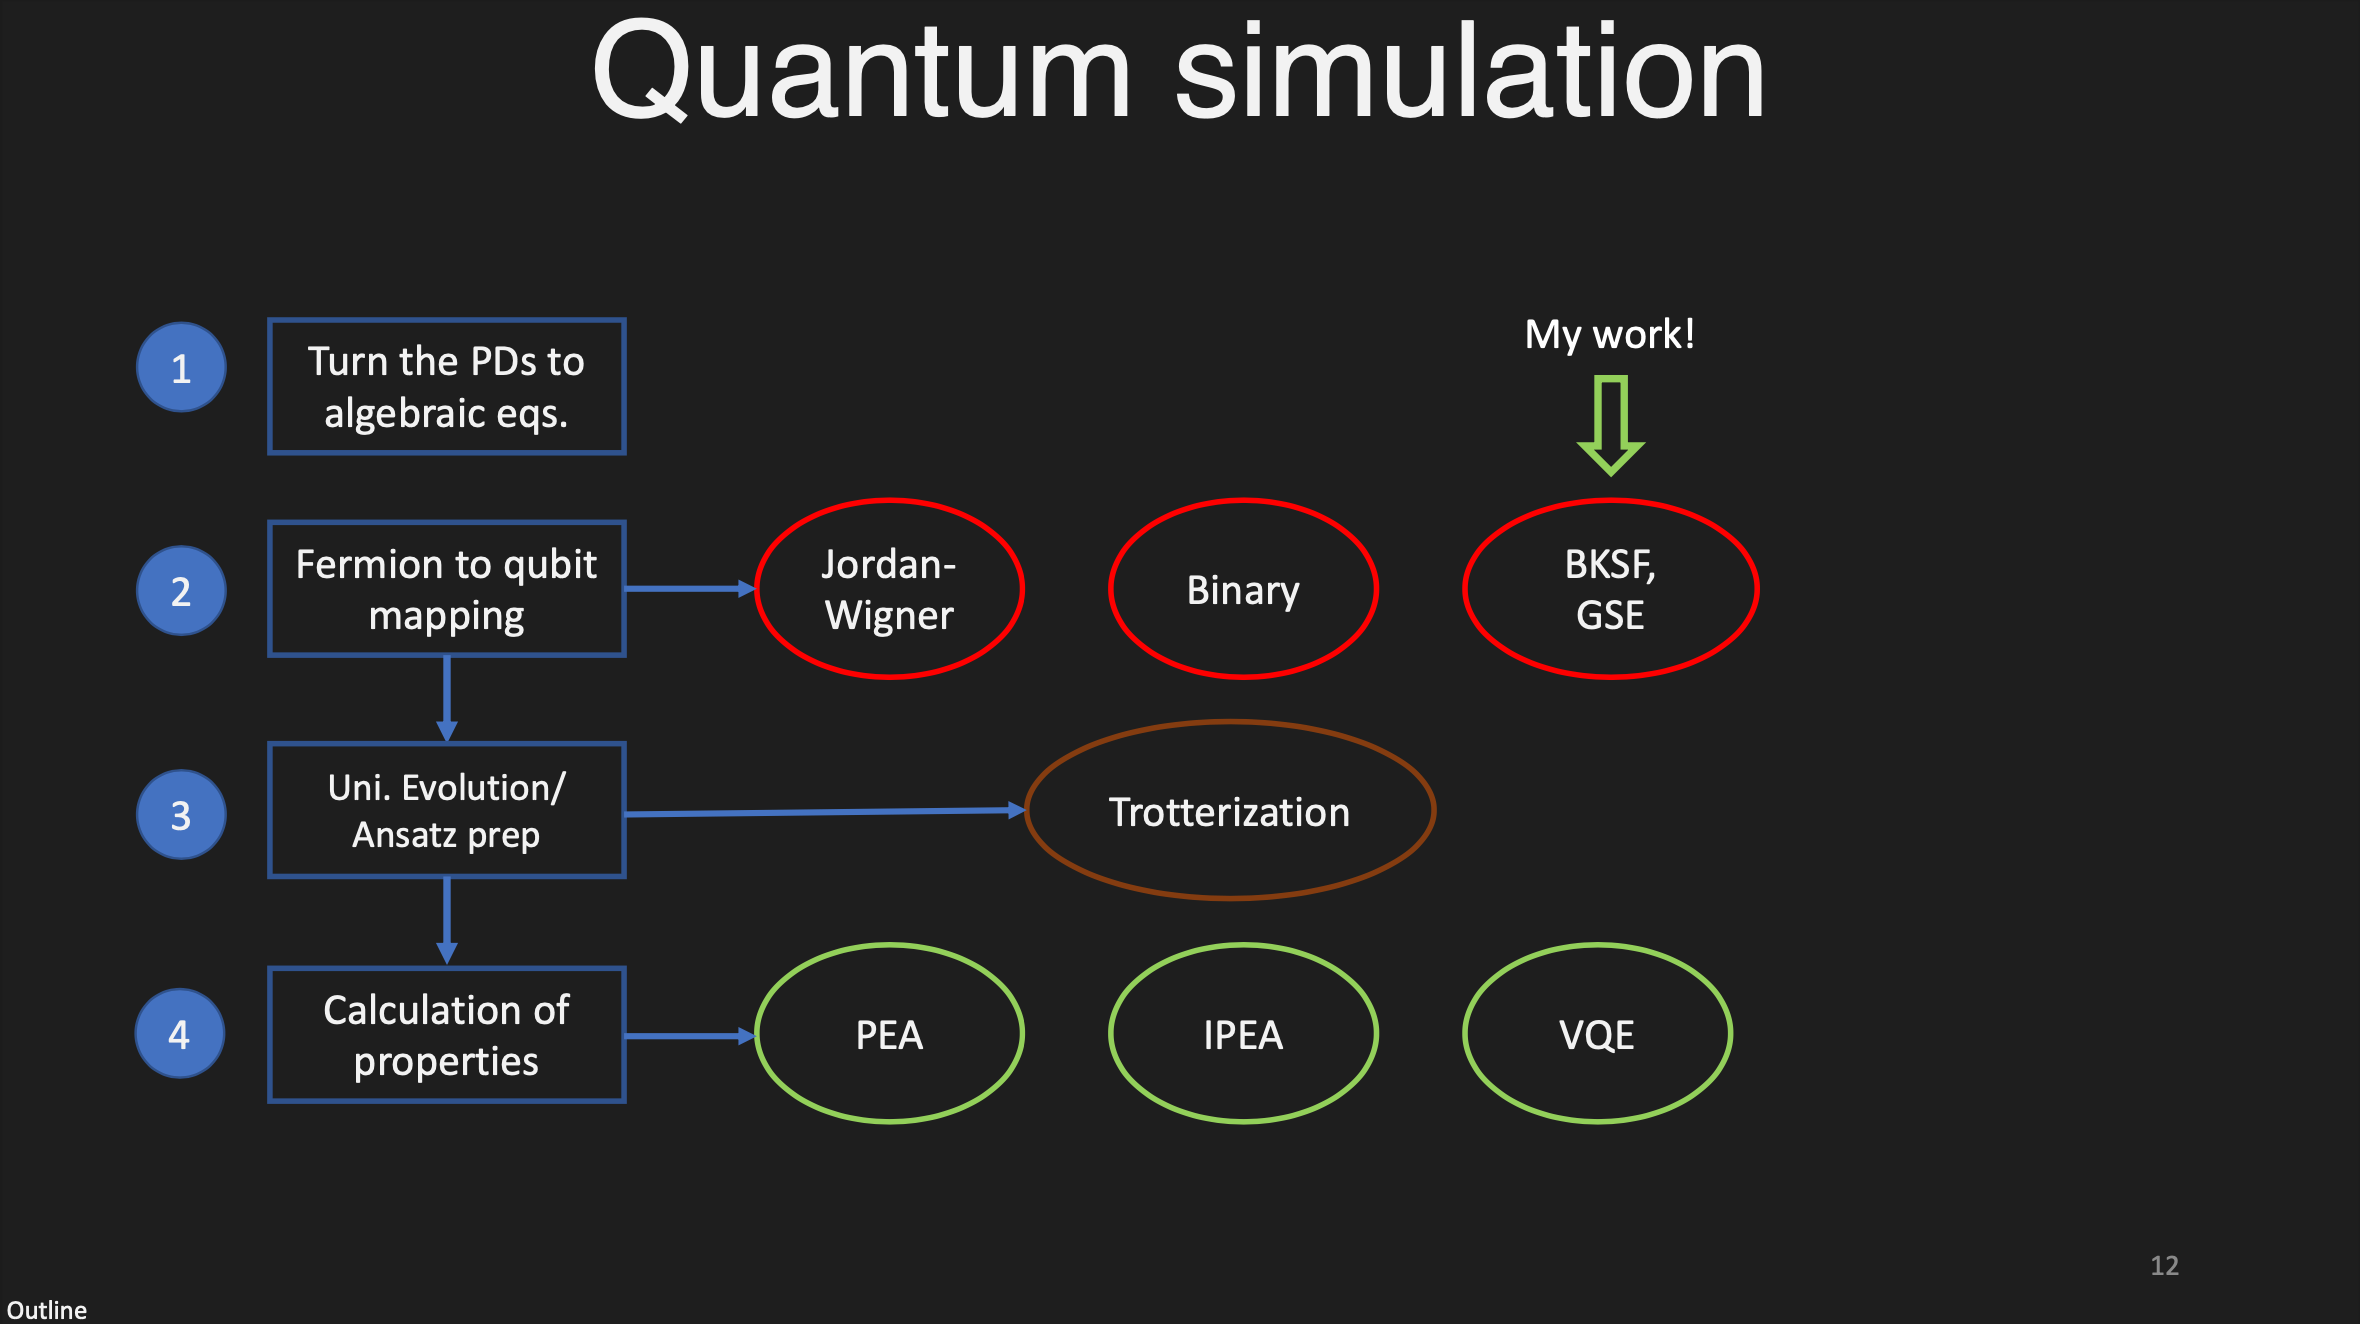 Quantum simulation
My work!
1
Turn the PDs to
algebraic eqs.
2
Fermion to qubit
mapping
Jordan-
Wigner
Binary
BKSF,
GSE
3
Uni. Evolution/
Ansatz prep
Trotterization
4
Calculation of
properties
PEA
IPEA
VQE
12
Outline